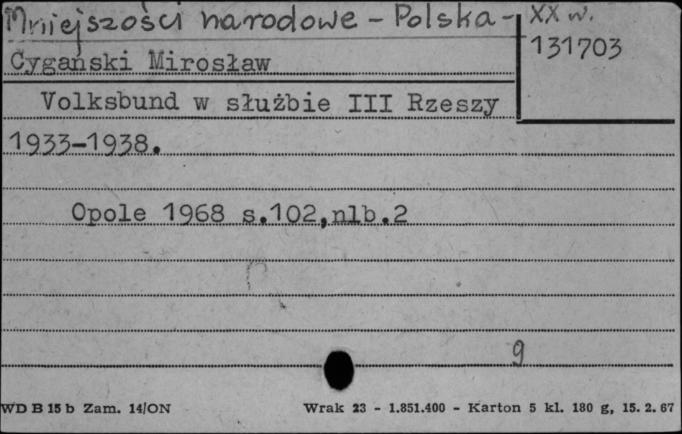 Mniejszości narodowe - Polska - XX w.
131703
Cygański Mirosław
Volksbund w służbie III Rzeszy
1933-1938.
Opole 1968 s.102,nlb.2
9
WD B 15 b Zam. 14/ON Wrak 23 - 1.851.400 - Karton 5 kl. 180 g, 15. 2. 67